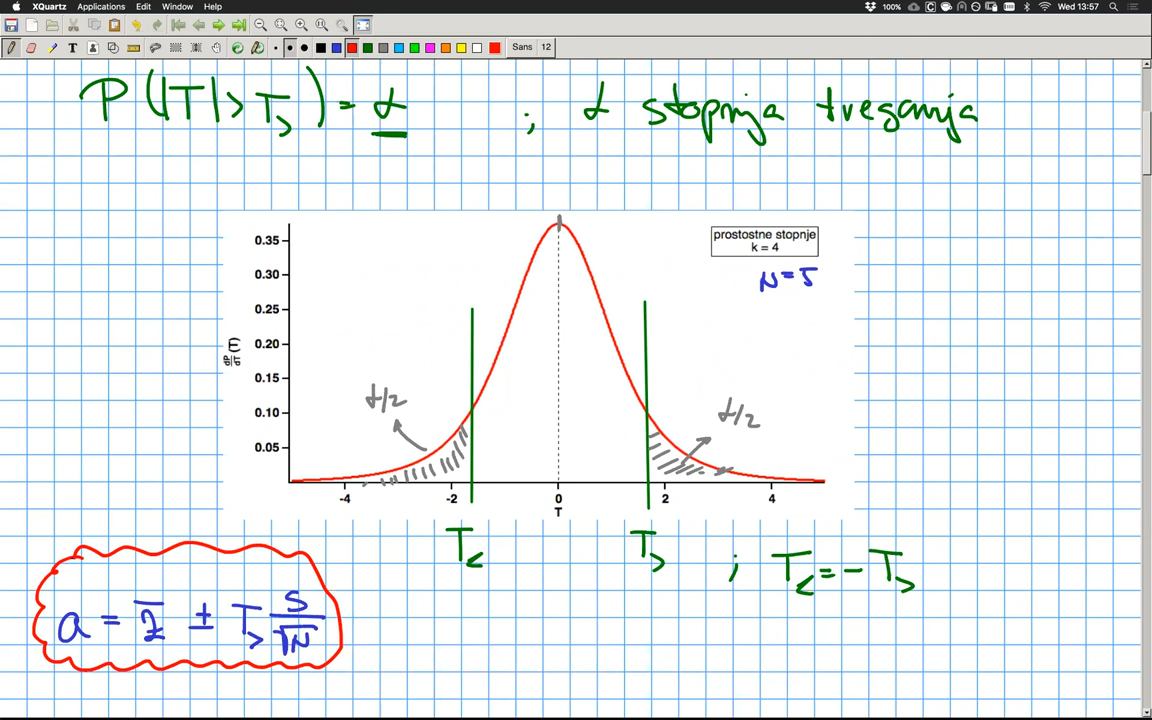 XQuartz Applications Edit Window Help 100% Wed 13:57
Sans 12
P(|T| > T>) = α ; α stopnja tveganja
prostostne stopnje
k = 4
N=5
0.35
0.30
0.25
0.20
0.15
0.10
0.05
dP/dT (T)
α/2
α/2
-4 -2 0 2 4
T
T< T> ; T< = - T>
a = z̄ ± T> s/√N